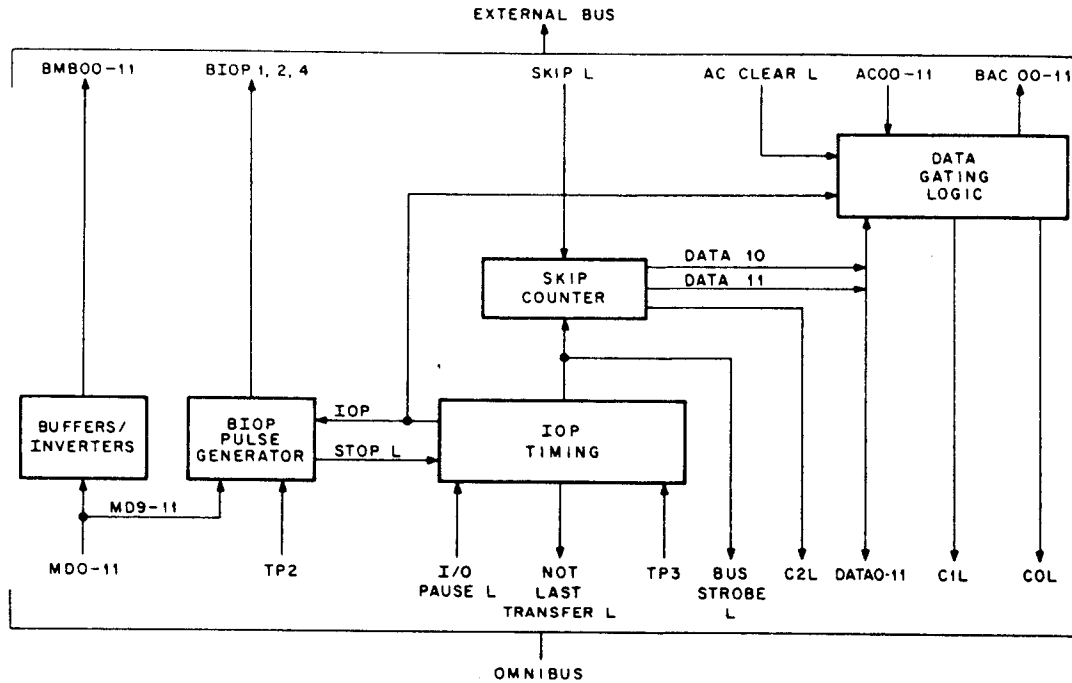 EXTERNAL BUS
BMB00-11
BIOP 1, 2, 4
SKIP L
AC CLEAR L
AC00-11
BAC 00-11
DATA
GATING
LOGIC
SKIP
COUNTER
DATA 10
DATA 11
BUFFERS/
INVERTERS
BIOP
PULSE
GENERATOR
IOP
STOP L
IOP
TIMING
MD9-11
MD0-11
TP2
I/O
PAUSE L
NOT
LAST
TRANSFER L
TP3
BUS
STROBE
L
C2L
DATA0-11
C1L
C0L
OMNIBUS